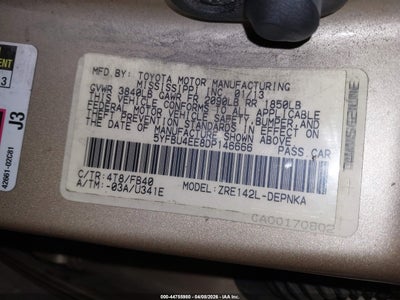 MFD. BY: TOYOTA MOTOR MANUFACTURING
MISSISSIPPI, INC. 01/13
GVWR 3840LB GAWR FR 2090LB RR 1850LB
THIS VEHICLE CONFORMS TO ALL APPLICABLE
FEDERAL MOTOR VEHICLE SAFETY, BUMPER, AND
THEFT PREVENTION STANDARDS IN EFFECT ON
THE DATE OF MANUFACTURE SHOWN ABOVE.
5YFBU4EE8DP146666 PASS.CAR
C/TR: 4T8/FB40
A/TM: -03A/U341E
MODEL: ZRE142L-DEPNKA
CA00170802
J3
42661-02C81
000 - 44755960 - 04/09/2026 - IAA Inc.